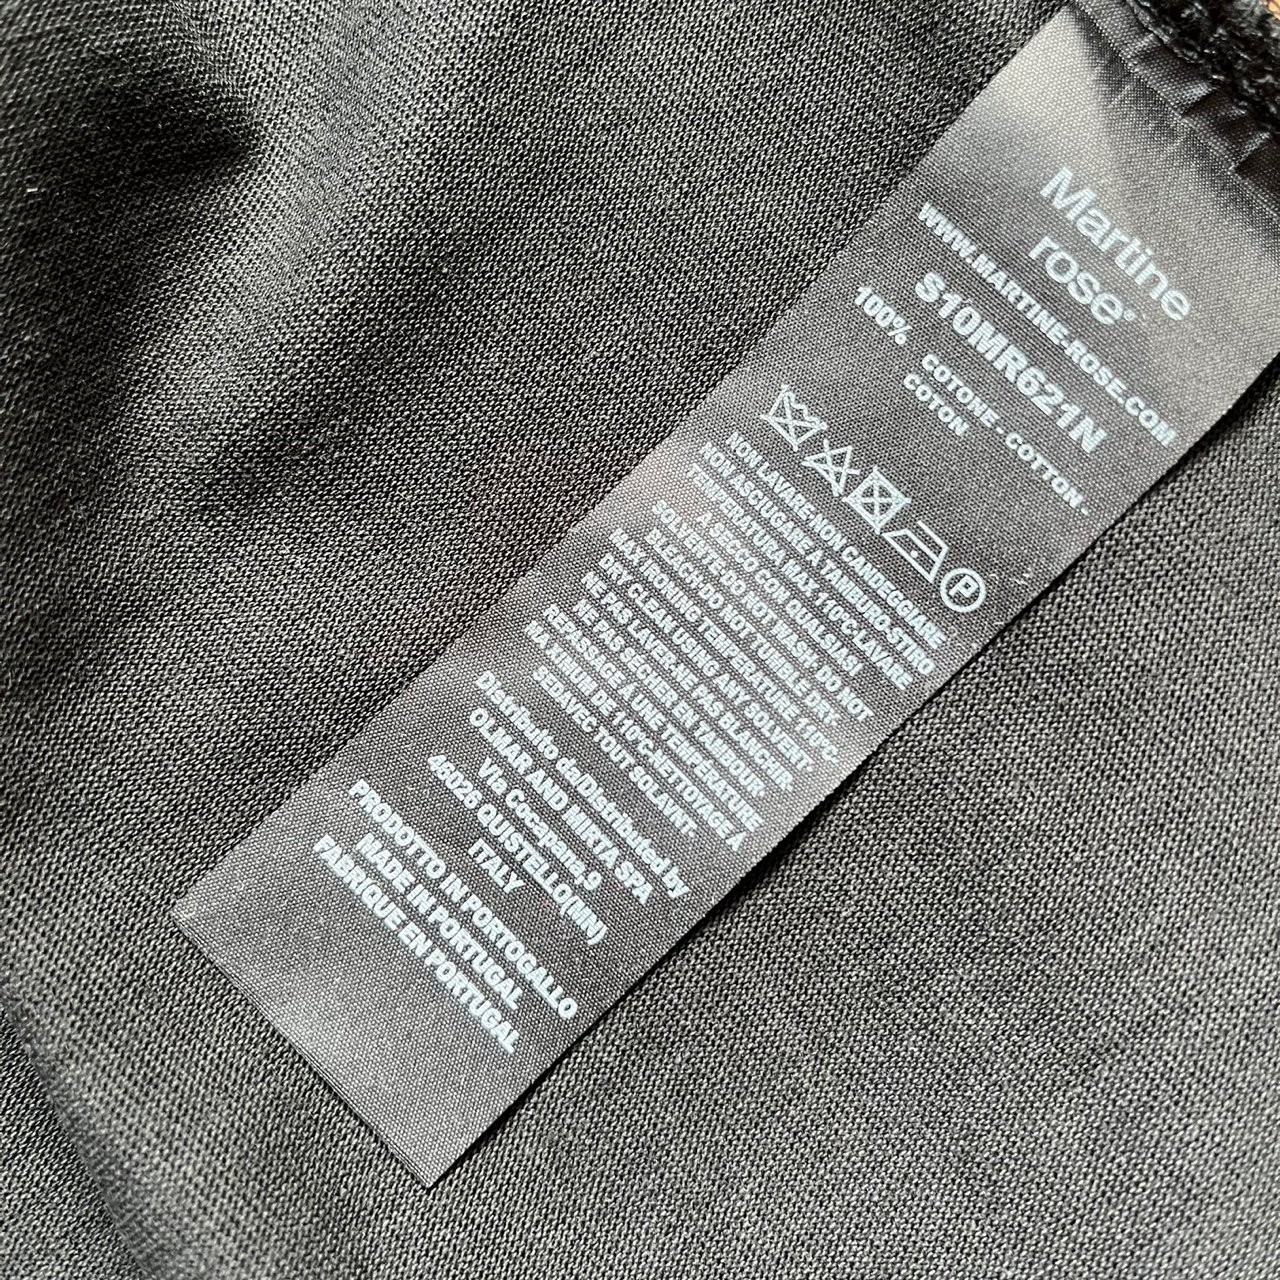 Martine
rose®
WWW.MARTINE-ROSE.COM
S10MR621N
100% COTONE - COTTON -
COTON
P
NON LAVARE NON CANDEGGIARE
NON ASCIUGARE A TAMBURO.STIRO
TEMPERATURA MAX 110°C.LAVARE
A SECCO CON QUALSIASI
SOLVENTE DO NOT WASH. DO NOT
BLEACH DO NOT TUMBLE DRY.
MAX IRONING TEMPERTURE 110°C-
DRY CLEAN USING ANY SOLVENT
NE PAS LAVER.NE PAS BLANCHIR.
NE PAS SECHER EN TAMBOUR.
REPASSAGE A UNE TEMPERATURE
MAXIMUM DE 110°C.NETTOYAGE A
SEDAVEC TOUT SOLVANT.
Distribuito da/Distributed by
OLMAR AND MIRTA SPA
Via Cocapana,9
46026 QUISTELLO(MN)
ITALY
PRODOTTO IN PORTOGALLO
MADE IN PORTUGAL
FABRIQUE EN PORTUGAL